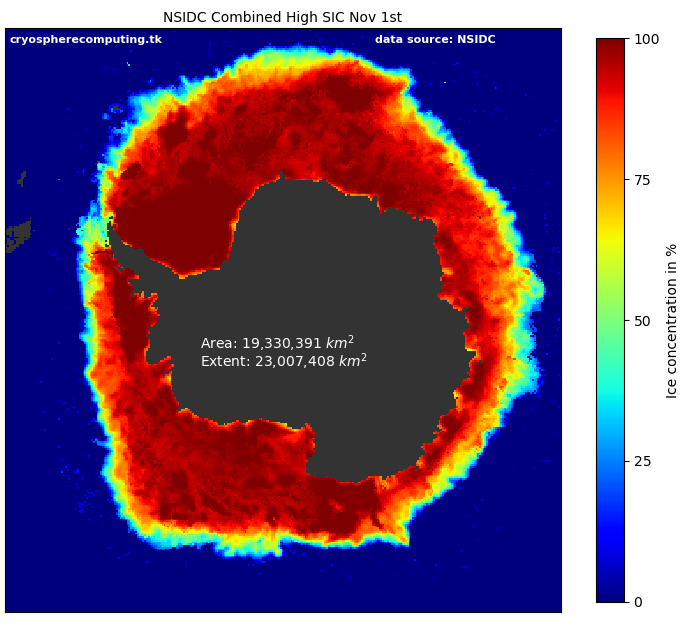 NSIDC Combined High SIC Nov 1st
cryospherecomputing.tk
data source: NSIDC
Area: 19,330,391 km²
Extent: 23,007,408 km²
100
75
50
25
0
Ice concentration in %